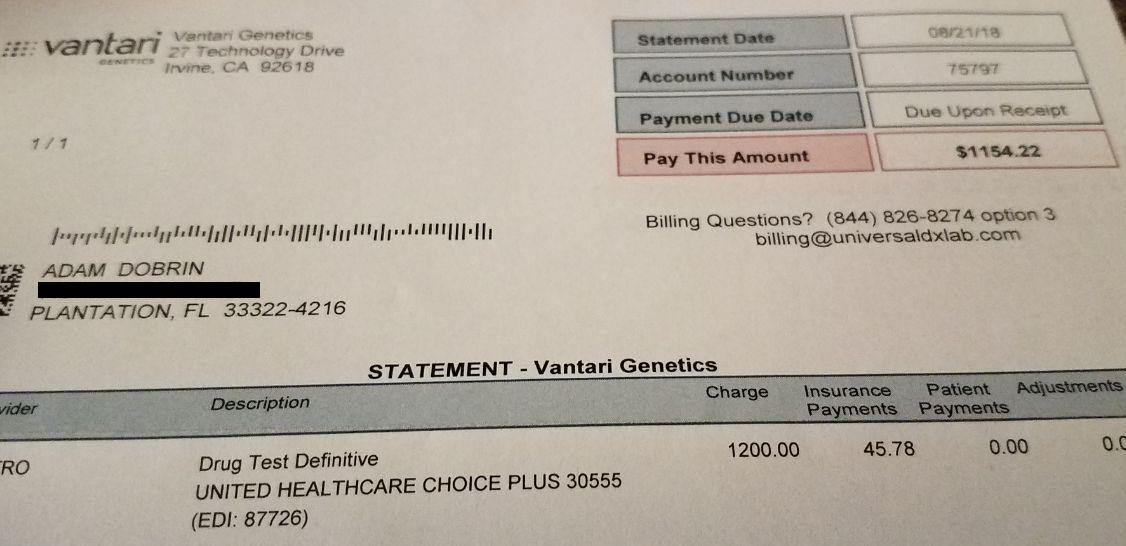 vantari
GENETICS
Vantari Genetics
27 Technology Drive
Irvine, CA 92618
Statement Date 08/21/18
Account Number 75797
Payment Due Date Due Upon Receipt
Pay This Amount $1154.22
1 / 1
Billing Questions? (844) 826-8274 option 3
billing@universaldxlab.com
ADAM DOBRIN
PLANTATION, FL 33322-4216
STATEMENT - Vantari Genetics
vider Description Charge Insurance Payments Patient Payments Adjustments
RO Drug Test Definitive 1200.00 45.78 0.00 0.0
UNITED HEALTHCARE CHOICE PLUS 30555
(EDI: 87726)